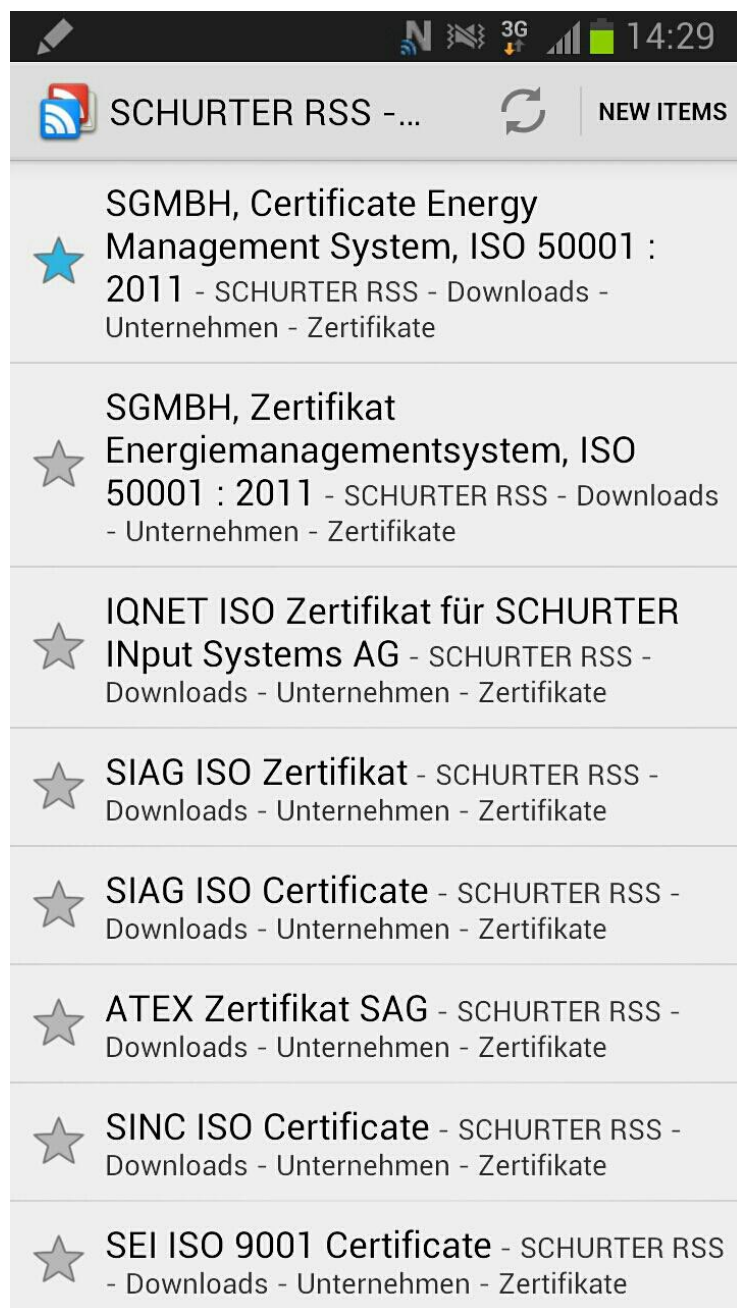 3G 14:29
SCHURTER RSS -... NEW ITEMS
SGMBH, Certificate Energy
Management System, ISO 50001 :
2011 - SCHURTER RSS - Downloads -
Unternehmen - Zertifikate
SGMBH, Zertifikat
Energiemanagementsystem, ISO
50001 : 2011 - SCHURTER RSS - Downloads
- Unternehmen - Zertifikate
IQNET ISO Zertifikat für SCHURTER
INput Systems AG - SCHURTER RSS -
Downloads - Unternehmen - Zertifikate
SIAG ISO Zertifikat - SCHURTER RSS -
Downloads - Unternehmen - Zertifikate
SIAG ISO Certificate - SCHURTER RSS -
Downloads - Unternehmen - Zertifikate
ATEX Zertifikat SAG - SCHURTER RSS -
Downloads - Unternehmen - Zertifikate
SINC ISO Certificate - SCHURTER RSS -
Downloads - Unternehmen - Zertifikate
SEI ISO 9001 Certificate - SCHURTER RSS
- Downloads - Unternehmen - Zertifikate